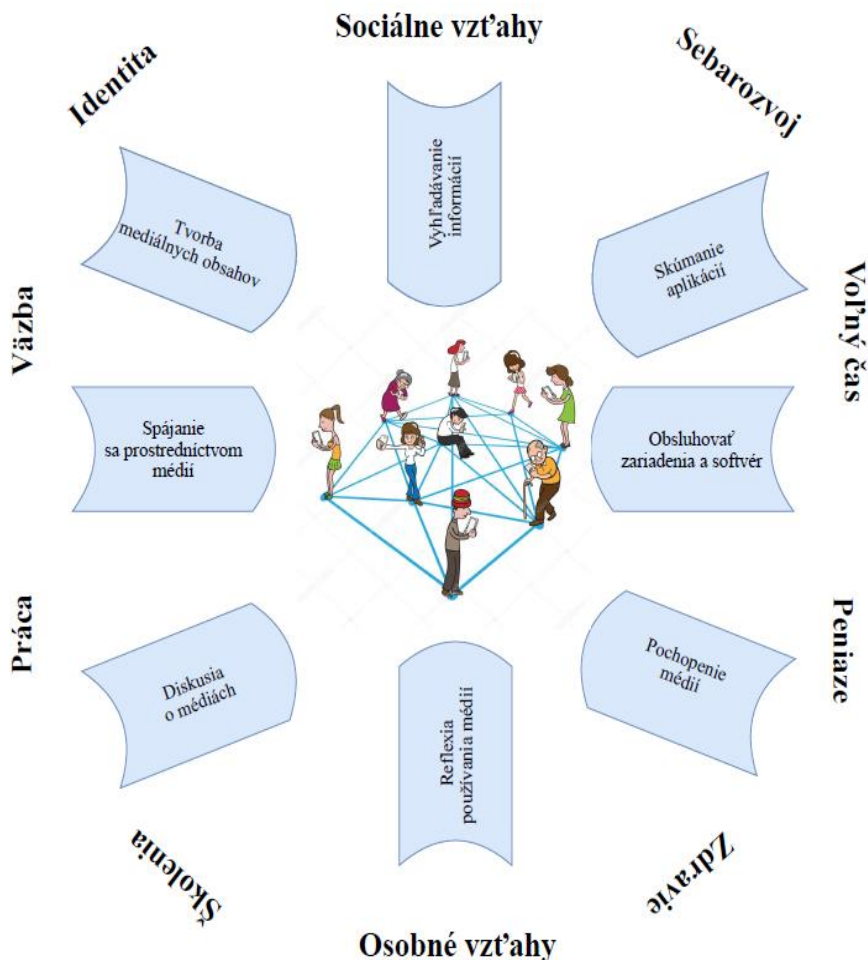 Sociálne vzťahy
Identita
Sebarozvoj
Vyhľadávanie
informácií
Tvorba
mediálnych obsahov
Skúmanie
aplikácií
Väzba
Voľný čas
Spájanie
sa prostredníctvom
médií
Obsluhovať
zariadenia a softvér
Práca
Peniaze
Diskusia
o médiách
Pochopenie
médií
Reflexia
používania médií
Školenia
Zdravie
Osobné vzťahy